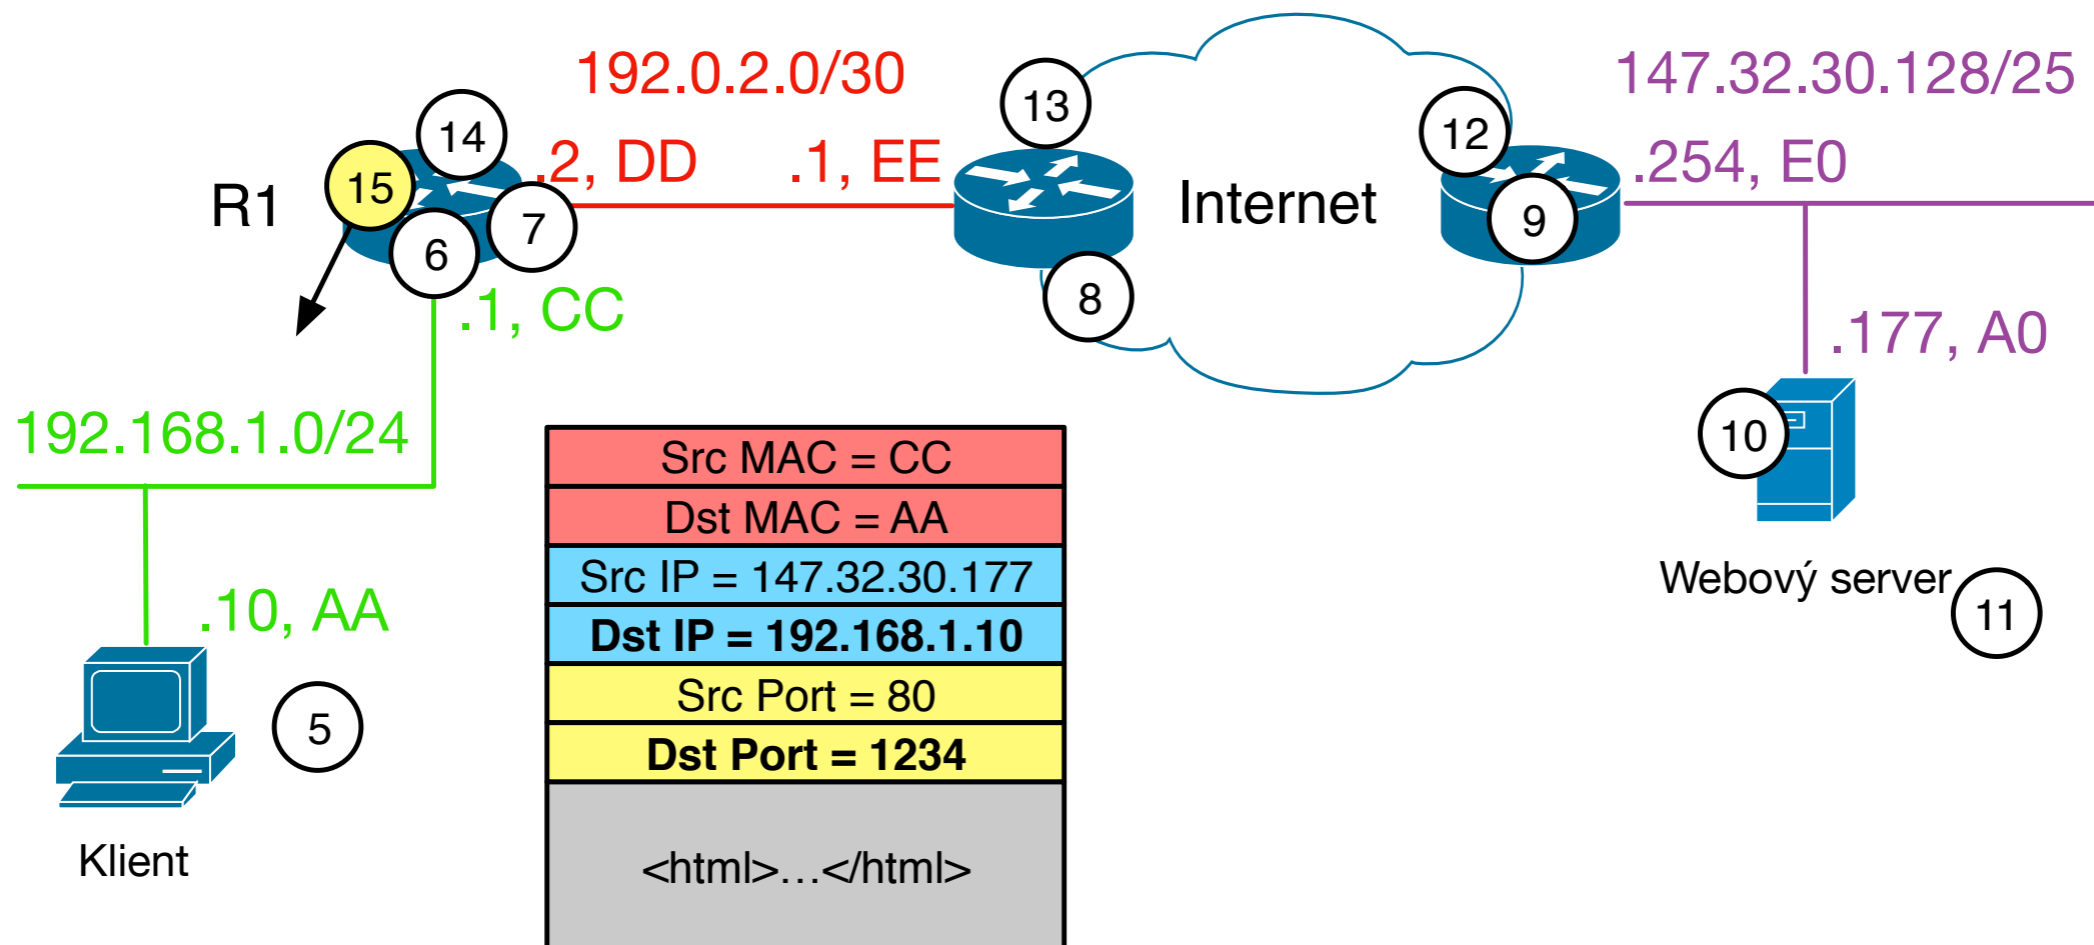 192.0.2.0/30
147.32.30.128/25
13
14
12
.2, DD
.1, EE
.254, E0
15
R1
Internet
7
9
6
8
.1, CC
.177, A0
192.168.1.0/24
10
Src MAC = CC
Dst MAC = AA
Src IP = 147.32.30.177
Dst IP = 192.168.1.10
Src Port = 80
Dst Port = 1234
<html>…</html>
Webový server
11
.10, AA
5
Klient